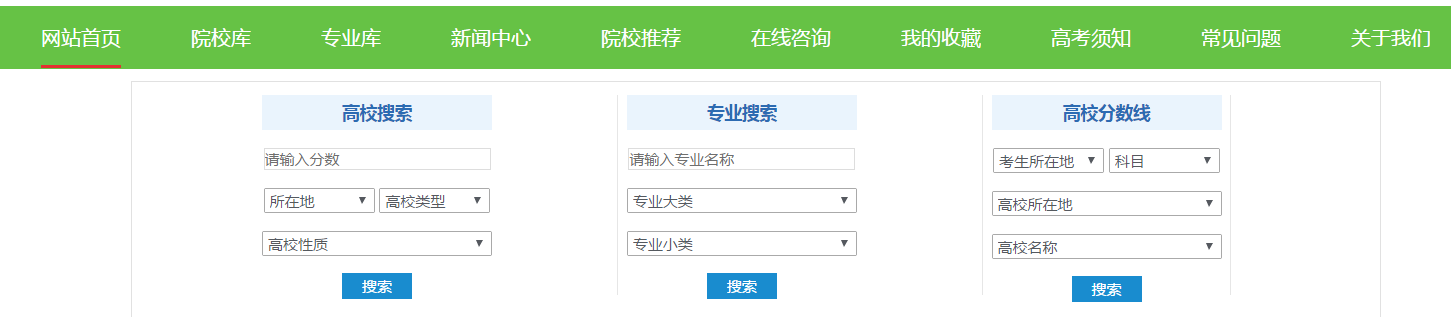 网站首页 院校库 专业库 新闻中心 院校推荐 在线咨询 我的收藏 高考须知 常见问题 关于我们
高校搜索
请输入分数
所在地 高校类型
高校性质
搜索
专业搜索
请输入专业名称
专业大类
专业小类
搜索
高校分数线
考生所在地 科目
高校所在地
高校名称
搜索